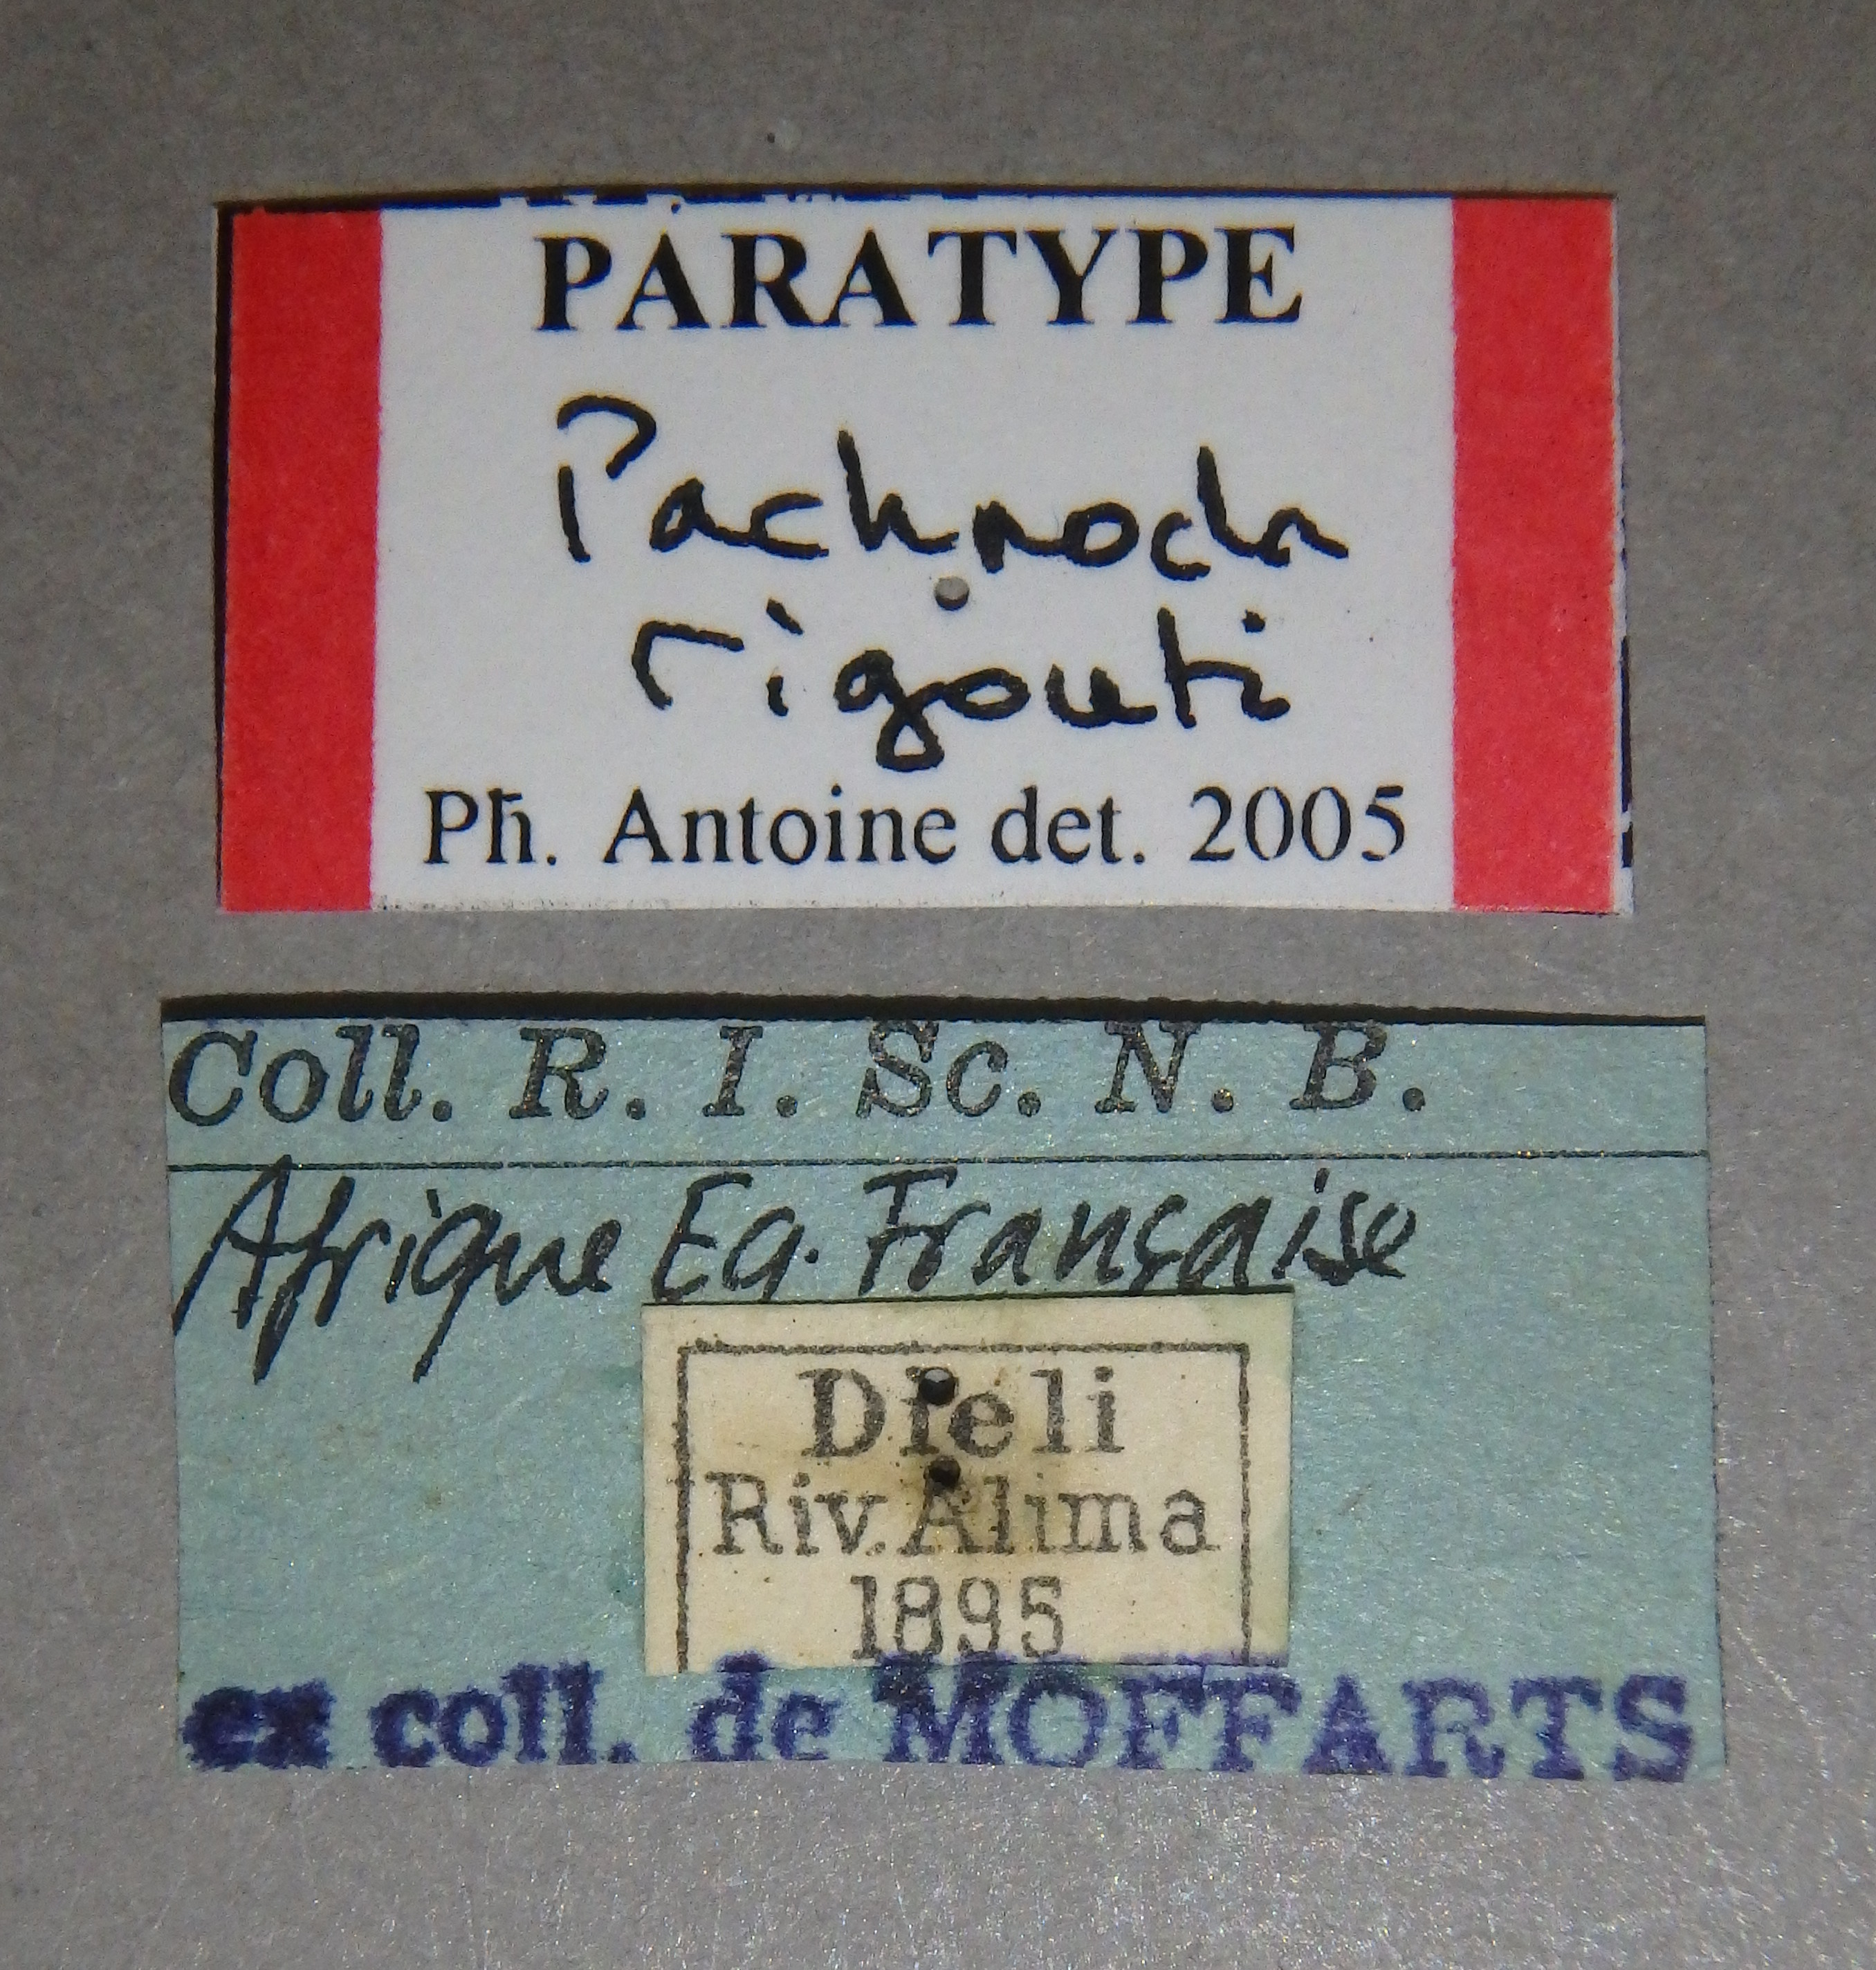 PARATYPE
Pachnoda
rigouti
Ph. Antoine det. 2005
Coll. R. I. Sc. N. B.
Afrique Eq. Française
Diéli
Riv. Alima
1895
ex coll. de MOFFARTS